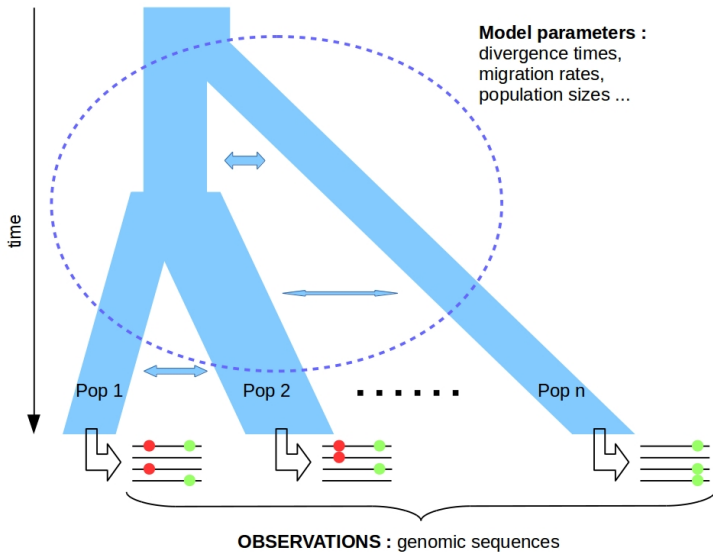 Model parameters :
divergence times,
migration rates,
population sizes ...
time
Pop 1
Pop 2
......
Pop n
OBSERVATIONS : genomic sequences